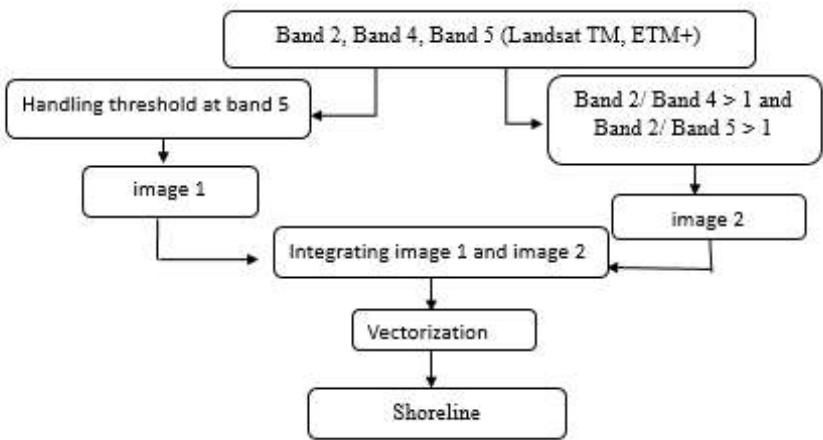 Band 2, Band 4, Band 5 (Landsat TM, ETM+)
Handling threshold at band 5
Band 2/ Band 4 > 1 and
Band 2/ Band 5 > 1
image 1
image 2
Integrating image 1 and image 2
Vectorization
Shoreline